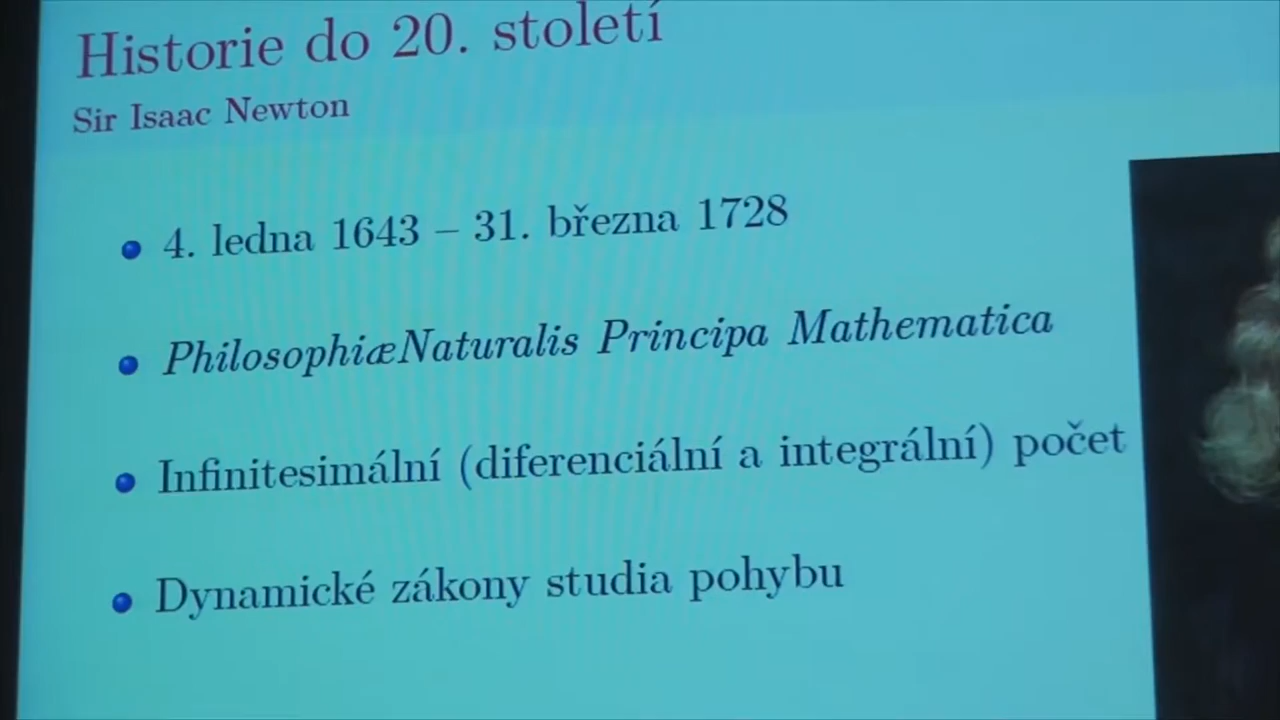 Historie do 20. století
Sir Isaac Newton
4. ledna 1643 – 31. března 1728
PhilosophiæNaturalis Principa Mathematica
Infinitesimální (diferenciální a integrální) počet
Dynamické zákony studia pohybu